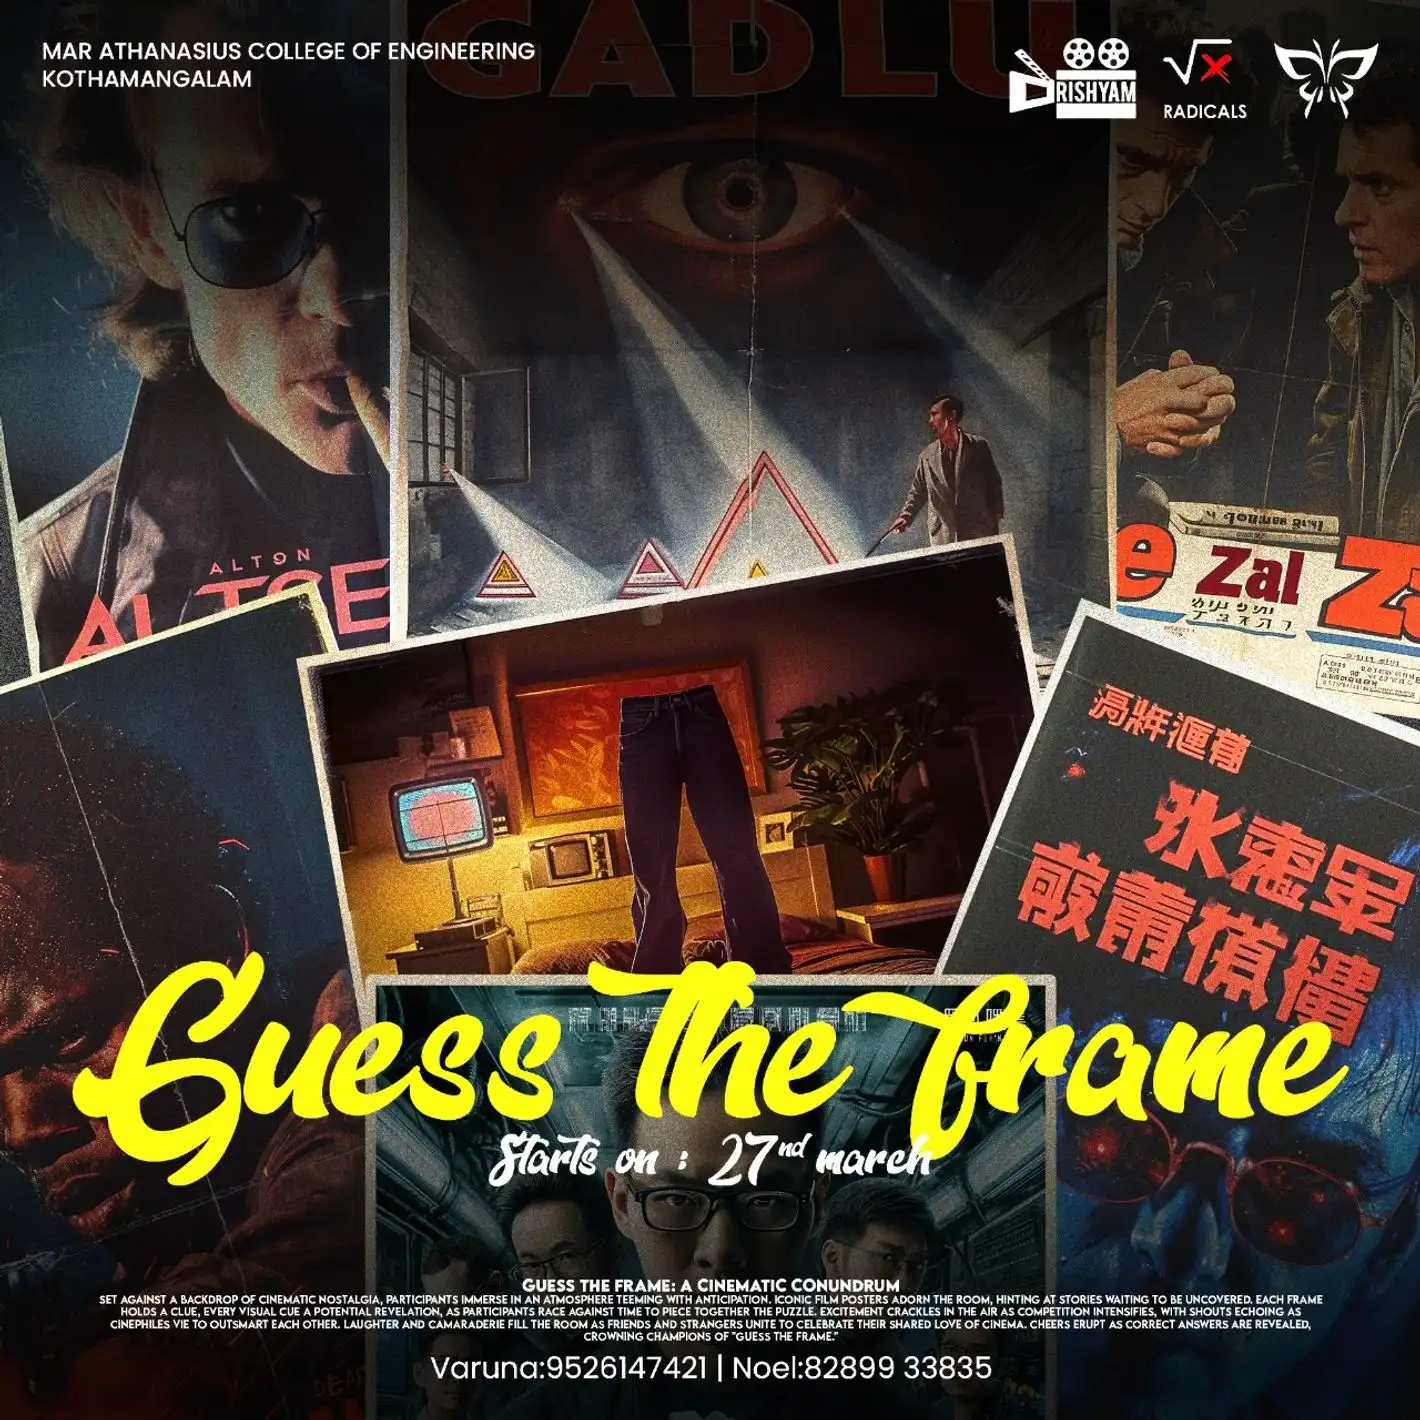 MAR ATHANASIUS COLLEGE OF ENGINEERING
KOTHAMANGALAM
DRISHYAM
√x
RADICALS
GADLU
ALTON
ALTSE
e Zal Za
Guess The Frame
Starts on : 27nd march
GUESS THE FRAME: A CINEMATIC CONUNDRUM
SET AGAINST A BACKDROP OF CINEMATIC NOSTALGIA, PARTICIPANTS IMMERSE IN AN ATMOSPHERE TEEMING WITH ANTICIPATION. ICONIC FILM POSTERS ADORN THE ROOM, HINTING AT STORIES WAITING TO BE UNCOVERED. EACH FRAME
HOLDS A CLUE, EVERY VISUAL CUE A POTENTIAL REVELATION, AS PARTICIPANTS RACE AGAINST TIME TO PIECE TOGETHER THE PUZZLE. EXCITEMENT CRACKLES IN THE AIR AS COMPETITION INTENSIFIES, WITH SHOUTS ECHOING AS
CINEPHILES VIE TO OUTSMART EACH OTHER. LAUGHTER AND CAMARADERIE FILL THE ROOM AS FRIENDS AND STRANGERS UNITE TO CELEBRATE THEIR SHARED LOVE OF CINEMA. CHEERS ERUPT AS CORRECT ANSWERS ARE REVEALED,
CROWNING CHAMPIONS OF "GUESS THE FRAME."
Varuna:9526147421 | Noel:82899 33835